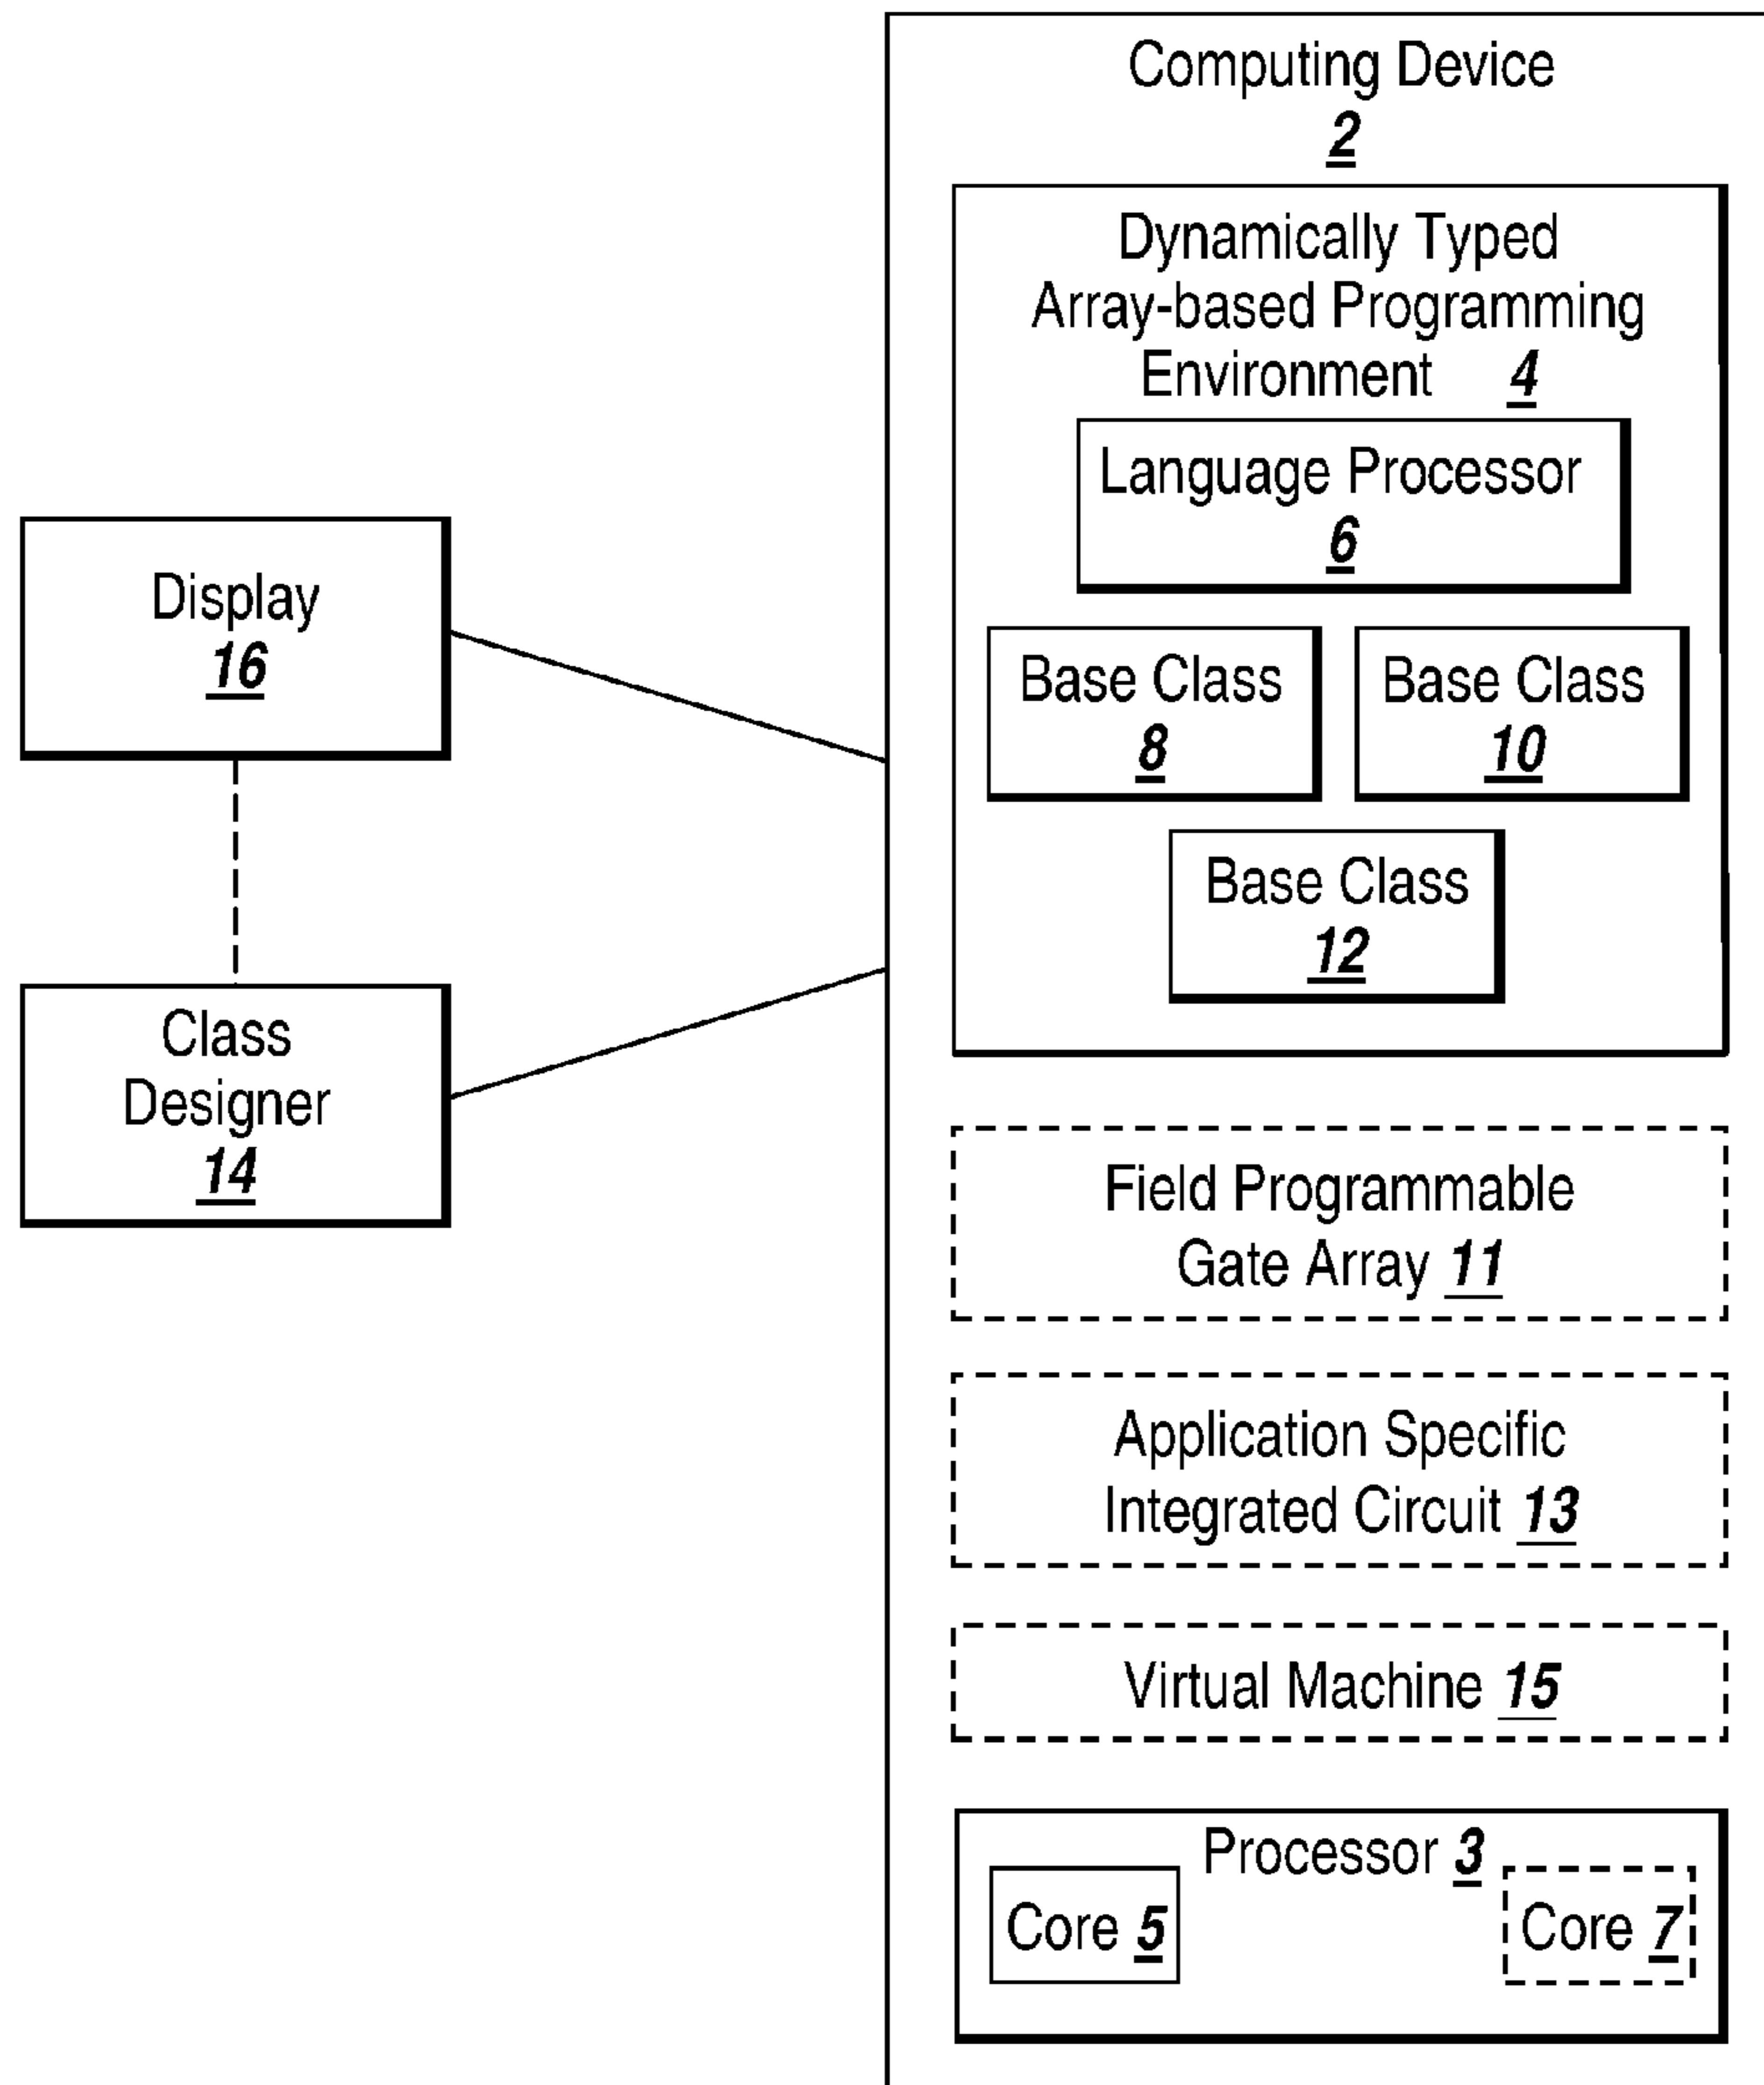 Computing Device
2
Dynamically Typed
Array-based Programming
Environment 4
Language Processor
6
Base Class
8
Base Class
10
Base Class
12
Display
16
Class
Designer
14
Field Programmable
Gate Array 11
Application Specific
Integrated Circuit 13
Virtual Machine 15
Processor 3
Core 5
Core 7